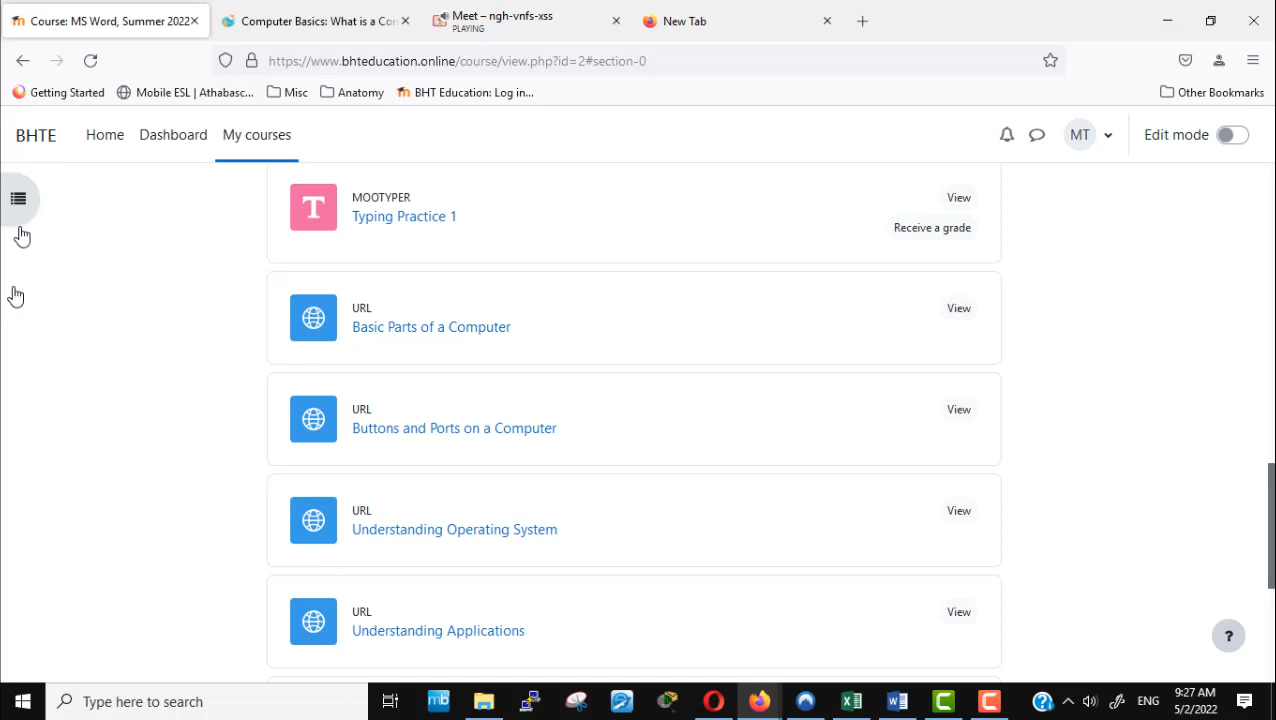 Course: MS Word, Summer 2022
Computer Basics: What is a Con
Meet – ngh-vnfs-xss
PLAYING
New Tab
https://www.bhteducation.online/course/view.php?id=2#section-0
Getting Started
Mobile ESL | Athabasc...
Misc
Anatomy
BHT Education: Log in...
Other Bookmarks
BHTE
Home
Dashboard
My courses
MT
Edit mode
MOOTYPER
T
Typing Practice 1
View
Receive a grade
URL
Basic Parts of a Computer
View
URL
Buttons and Ports on a Computer
View
URL
Understanding Operating System
View
URL
Understanding Applications
View
?
Type here to search
mb
ENG
9:27 AM
5/2/2022